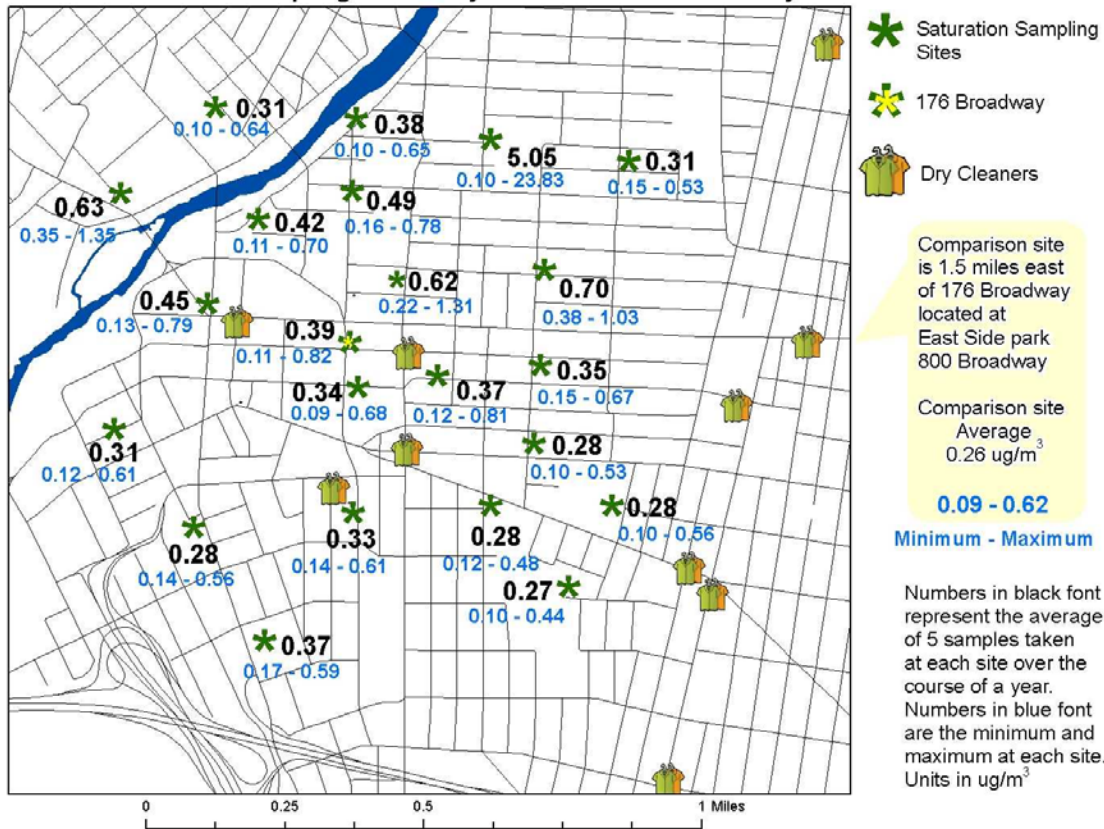 0.31
0.10 - 0.64
0.38
0.10 - 0.65
5.05
0.10 - 23.83
0.31
0.15 - 0.53
0.63
0.35 - 1.35
0.42
0.11 - 0.70
0.49
0.16 - 0.78
0.62
0.22 - 1.31
0.70
0.38 - 1.03
0.45
0.13 - 0.79
0.39
0.11 - 0.82
0.34
0.09 - 0.68
0.37
0.12 - 0.81
0.35
0.15 - 0.67
0.31
0.12 - 0.61
0.28
0.10 - 0.53
0.28
0.14 - 0.56
0.33
0.14 - 0.61
0.28
0.12 - 0.48
0.28
0.10 - 0.56
0.27
0.10 - 0.44
0.37
0.17 - 0.59
0 0.25 0.5 1 Miles
Saturation Sampling
Sites
176 Broadway
Dry Cleaners
Comparison site
is 1.5 miles east
of 176 Broadway
located at
East Side park
800 Broadway
Comparison site
Average
0.26 ug/m³
0.09 - 0.62
Minimum - Maximum
Numbers in black font
represent the average
of 5 samples taken
at each site over the
course of a year.
Numbers in blue font
are the minimum and
maximum at each site.
Units in ug/m³